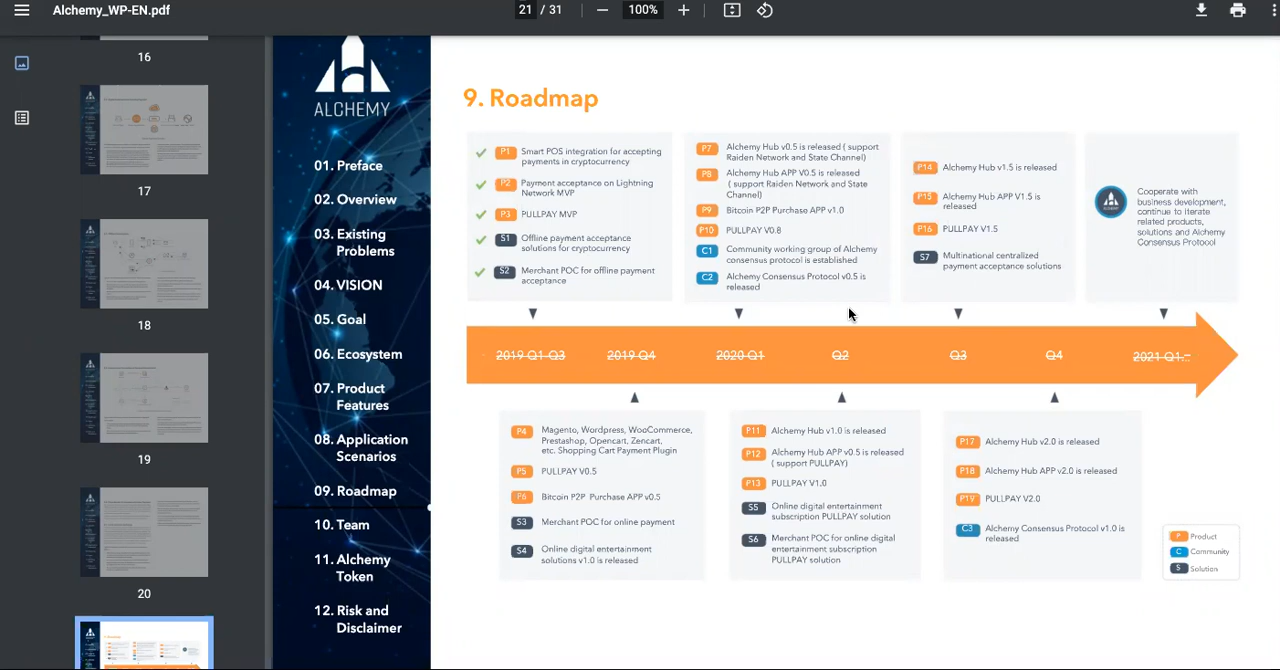 Alchemy_WP-EN.pdf
21 / 31
100%
16
17
18
19
20
ALCHEMY
01. Preface
02. Overview
03. Existing
Problems
04. VISION
05. Goal
06. Ecosystem
07. Product
Features
08. Application
Scenarios
09. Roadmap
10. Team
11. Alchemy
Token
12. Risk and
Disclaimer
9. Roadmap
P1 Smart POS integration for accepting
payments in cryptocurrency
P2 Payment acceptance on Lightning
Network MVP
P3 PULLPAY MVP
S1 Offline payment acceptance
solutions for cryptocurrency
S2 Merchant POC for offline payment
acceptance
P7 Alchemy Hub v0.5 is released ( support
Raiden Network and State Channel)
P8 Alchemy Hub APP V0.5 is released
( support Raiden Network and State
Channel)
P9 Bitcoin P2P Purchase APP v1.0
P10 PULLPAY V0.8
C1 Community working group of Alchemy
consensus protocol is established
C2 Alchemy Consensus Protocol v0.5 is
released
P14 Alchemy Hub v1.5 is released
P15 Alchemy Hub APP V1.5 is
released
P16 PULLPAY V1.5
S7 Multinational centralized
payment acceptance solutions
Cooperate with
business development,
continue to iterate
related products,
solutions and Alchemy
Consensus Protocol
2019 Q1-Q3
2019 Q4
2020 Q1
Q2
Q3
Q4
2021 Q1...
P4 Magento, Wordpress, WooCommerce,
Prestashop, Opencart, Zencart,
etc. Shopping Cart Payment Plugin
P5 PULLPAY V0.5
P6 Bitcoin P2P Purchase APP v0.5
S3 Merchant POC for online payment
S4 Online digital entertainment
solutions v1.0 is released
P11 Alchemy Hub v1.0 is released
P12 Alchemy Hub APP v0.5 is released
( support PULLPAY)
P13 PULLPAY V1.0
S5 Online digital entertainment
subscription PULLPAY solution
S6 Merchant POC for online digital
entertainment subscription
PULLPAY solution
P17 Alchemy Hub v2.0 is released
P18 Alchemy Hub APP v2.0 is released
P19 PULLPAY V2.0
C3 Alchemy Consensus Protocol v1.0 is
released
P Product
C Community
S Solution